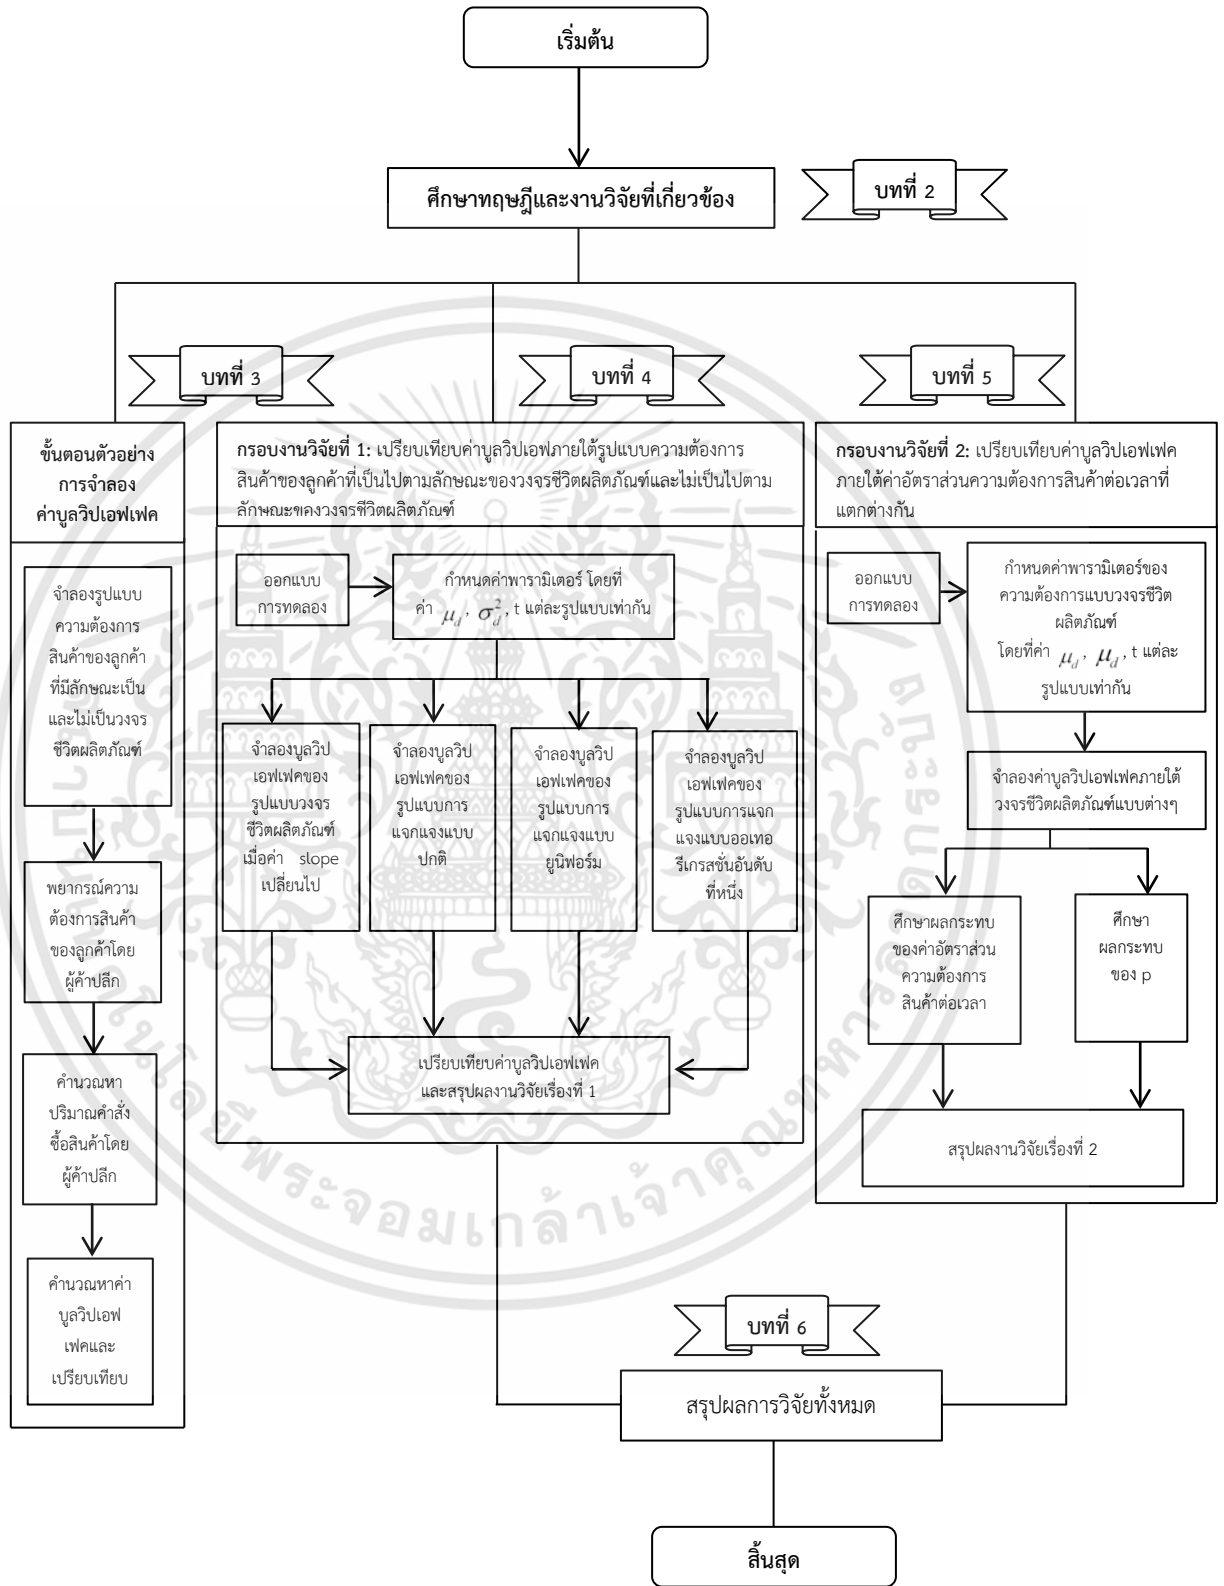 เริ่มต้น
ศึกษาทฤษฎีและงานวิจัยที่เกี่ยวข้อง
บทที่ 2
บทที่ 3
บทที่ 4
บทที่ 5
ขั้นตอนตัวอย่าง
การจำลอง
ค่าบูลวิปเอฟเฟค
จำลองรูปแบบ
ความต้องการ
สินค้าของลูกค้า
ที่มีลักษณะเป็น
และไม่เป็นวงจร
ชีวิตผลิตภัณฑ์
พยากรณ์ความ
ต้องการสินค้า
ของลูกค้าโดย
ผู้ค้าปลีก
คำนวณหา
ปริมาณคำสั่ง
ซื้อสินค้าโดย
ผู้ค้าปลีก
คำนวณหาค่า
บูลวิปเอฟ
เฟคและ
เปรียบเทียบ
กรอบงานวิจัยที่ 1: เปรียบเทียบค่าบูลวิปเอฟภายใต้รูปแบบความต้องการ
สินค้าของลูกค้าที่เป็นไปตามลักษณะของวงจรชีวิตผลิตภัณฑ์และไม่เป็นไปตาม
ลักษณะของวงจรชีวิตผลิตภัณฑ์
ออกแบบ
การทดลอง
กำหนดค่าพารามิเตอร์ โดยที่
ค่า μd, σd², t แต่ละรูปแบบเท่ากัน
จำลองบูลวิป
เอฟเฟคของ
รูปแบบวงจร
ชีวิตผลิตภัณฑ์
เมื่อค่า slope
เปลี่ยนไป
จำลองบูลวิป
เอฟเฟคของ
รูปแบบการ
แจกแจงแบบ
ปกติ
จำลองบูลวิป
เอฟเฟคของ
รูปแบบการ
แจกแจงแบบ
ยูนิฟอร์ม
จำลองบูลวิป
เอฟเฟคของ
รูปแบบการแจก
แจงแบบออเทอ
รีเกรสชั่นอันดับ
ที่หนึ่ง
เปรียบเทียบค่าบูลวิปเอฟเฟค
และสรุปผลงานวิจัยเรื่องที่ 1
กรอบงานวิจัยที่ 2: เปรียบเทียบค่าบูลวิปเอฟเฟค
ภายใต้ค่าอัตราส่วนความต้องการสินค้าต่อเวลาที่
แตกต่างกัน
ออกแบบ
การทดลอง
กำหนดค่าพารามิเตอร์ของ
ความต้องการแบบวงจรชีวิต
ผลิตภัณฑ์
โดยที่ค่า μd, μd, t แต่ละ
รูปแบบเท่ากัน
จำลองค่าบูลวิปเอฟเฟคภายใต้
วงจรชีวิตผลิตภัณฑ์แบบต่างๆ
ศึกษาผลกระทบ
ของค่าอัตราส่วน
ความต้องการ
สินค้าต่อเวลา
ศึกษา
ผลกระทบ
ของ p
สรุปผลงานวิจัยเรื่องที่ 2
บทที่ 6
สรุปผลการวิจัยทั้งหมด
สิ้นสุด